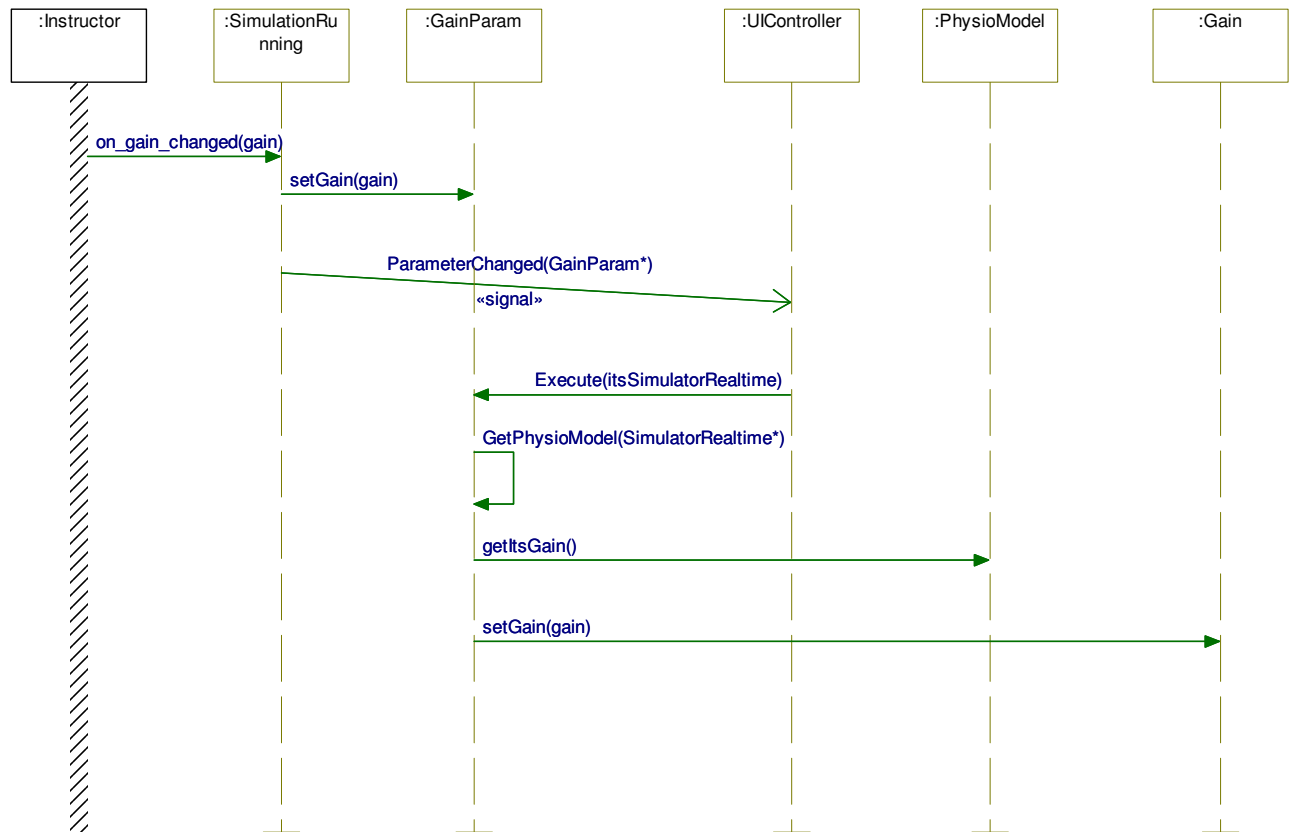 :Instructor
:SimulationRu
nning
:GainParam
:UIController
:PhysioModel
:Gain
on_gain_changed(gain)
setGain(gain)
ParameterChanged(GainParam*)
«signal»
Execute(itsSimulatorRealtime)
GetPhysioModel(SimulatorRealtime*)
getItsGain()
setGain(gain)